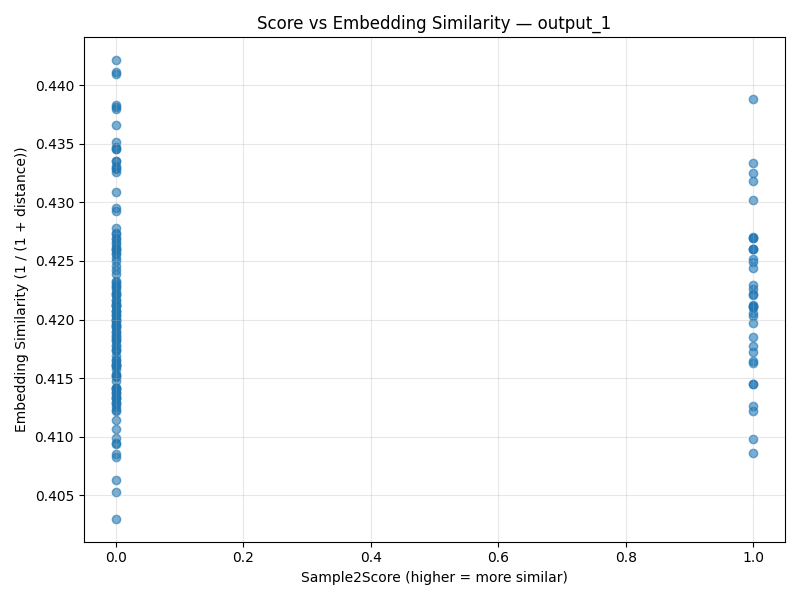 Score vs Embedding Similarity — output_1
Embedding Similarity (1 / (1 + distance))
0.440
0.435
0.430
0.425
0.420
0.415
0.410
0.405
0.0 0.2 0.4 0.6 0.8 1.0
Sample2Score (higher = more similar)